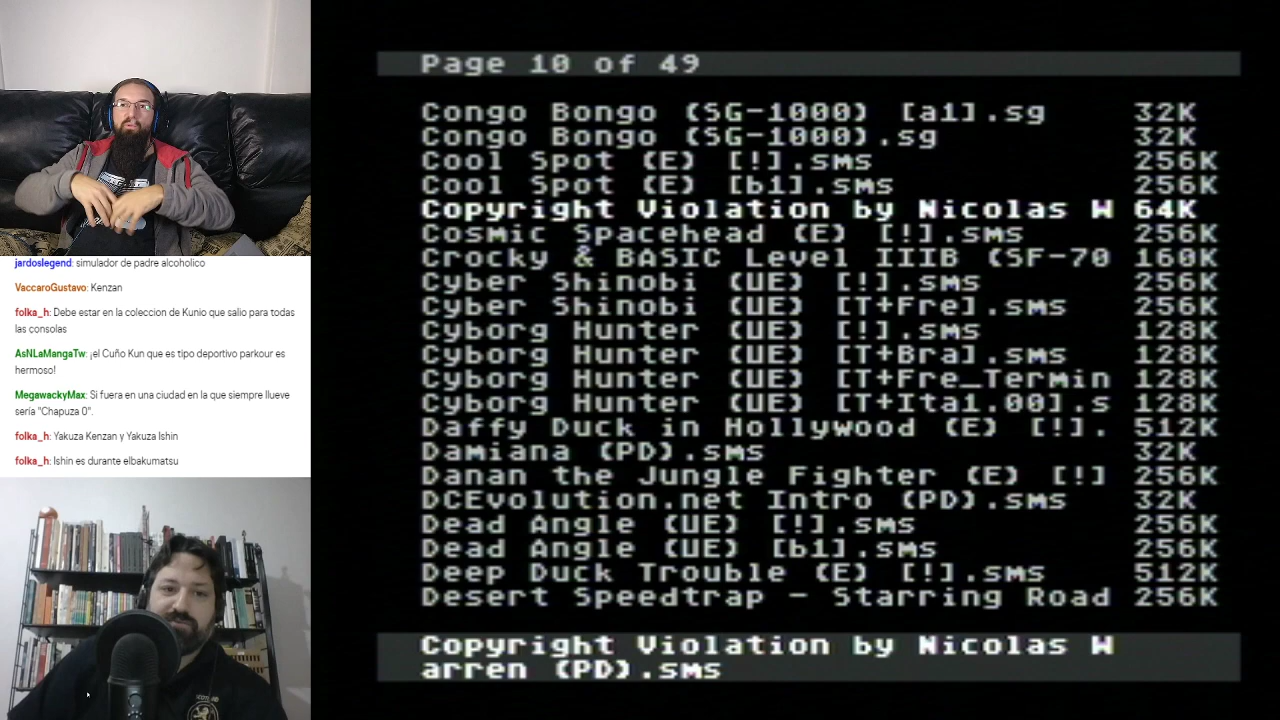 jardoslegend: simulador de padre alcoholico
VaccaroGustavo: Kenzan
folka_h: Debe estar en la coleccion de Kunio que salio para todas
las consolas
AsNLaMangaTw: ¡el Cuño Kun que es tipo deportivo parkour es
hermoso!
MegawackyMax: Si fuera en una ciudad en la que siempre llueve
sería "Chapuza 0".
folka_h: Yakuza Kenzan y Yakuza Ishin
folka_h: Ishin es durante elbakumatsu
Page 10 of 49
Congo Bongo (SG-1000) [a1].sg 32K
Congo Bongo (SG-1000).sg 32K
Cool Spot (E) [!].sms 256K
Cool Spot (E) [b1].sms 256K
Copyright Violation by Nicolas W 64K
Cosmic Spacehead (E) [!].sms 256K
Crocky & BASIC Level IIIB (SF-70 160K
Cyber Shinobi (UE) [!].sms 256K
Cyber Shinobi (UE) [T+Fre].sms 256K
Cyborg Hunter (UE) [!].sms 128K
Cyborg Hunter (UE) [T+Bra].sms 128K
Cyborg Hunter (UE) [T+Fre_Termin 128K
Cyborg Hunter (UE) [T+Ita1.00].s 128K
Daffy Duck in Hollywood (E) [!]. 512K
Damiana (PD).sms 32K
Danan the Jungle Fighter (E) [!] 256K
DCEvolution.net Intro (PD).sms 32K
Dead Angle (UE) [!].sms 256K
Dead Angle (UE) [b1].sms 256K
Deep Duck Trouble (E) [!].sms 512K
Desert Speedtrap - Starring Road 256K
Copyright Violation by Nicolas W
arren (PD).sms